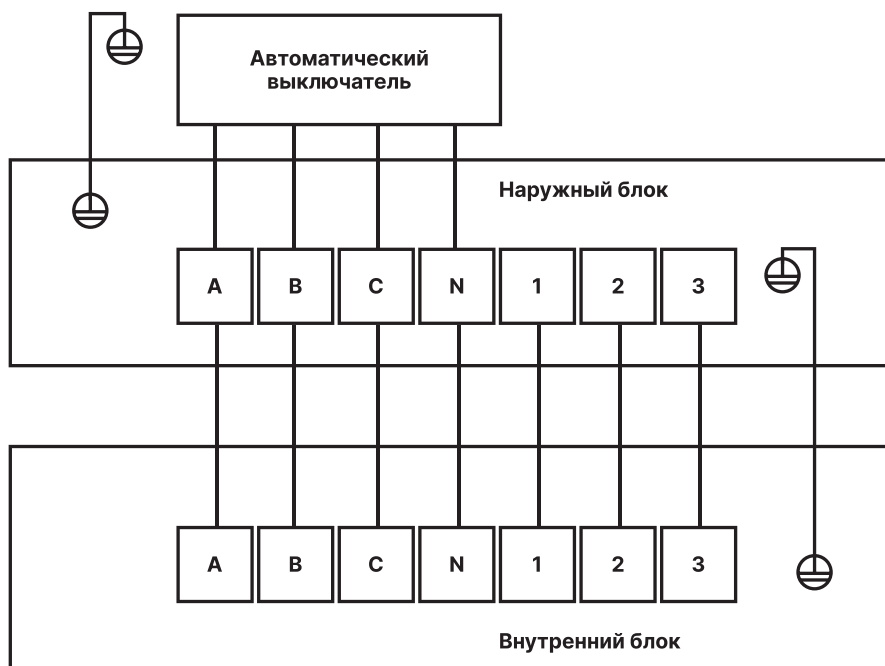 Автоматический
выключатель
Наружный блок
A B C N 1 2 3
A B C N 1 2 3
Внутренний блок